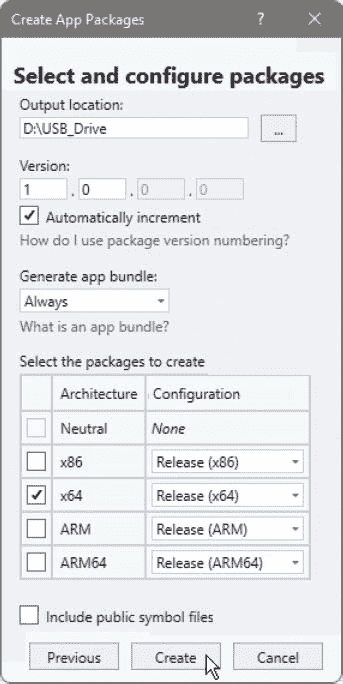 Create App Packages ?
Select and configure packages
Output location:
D:\USB_Drive ...
Version:
1 . 0 . 0 . 0
Automatically increment
How do I use package version numbering?
Generate app bundle:
Always
What is an app bundle?
Select the packages to create
Architecture Configuration
Neutral None
x86 Release (x86)
x64 Release (x64)
ARM Release (ARM)
ARM64 Release (ARM64)
Include public symbol files
Previous Create Cancel